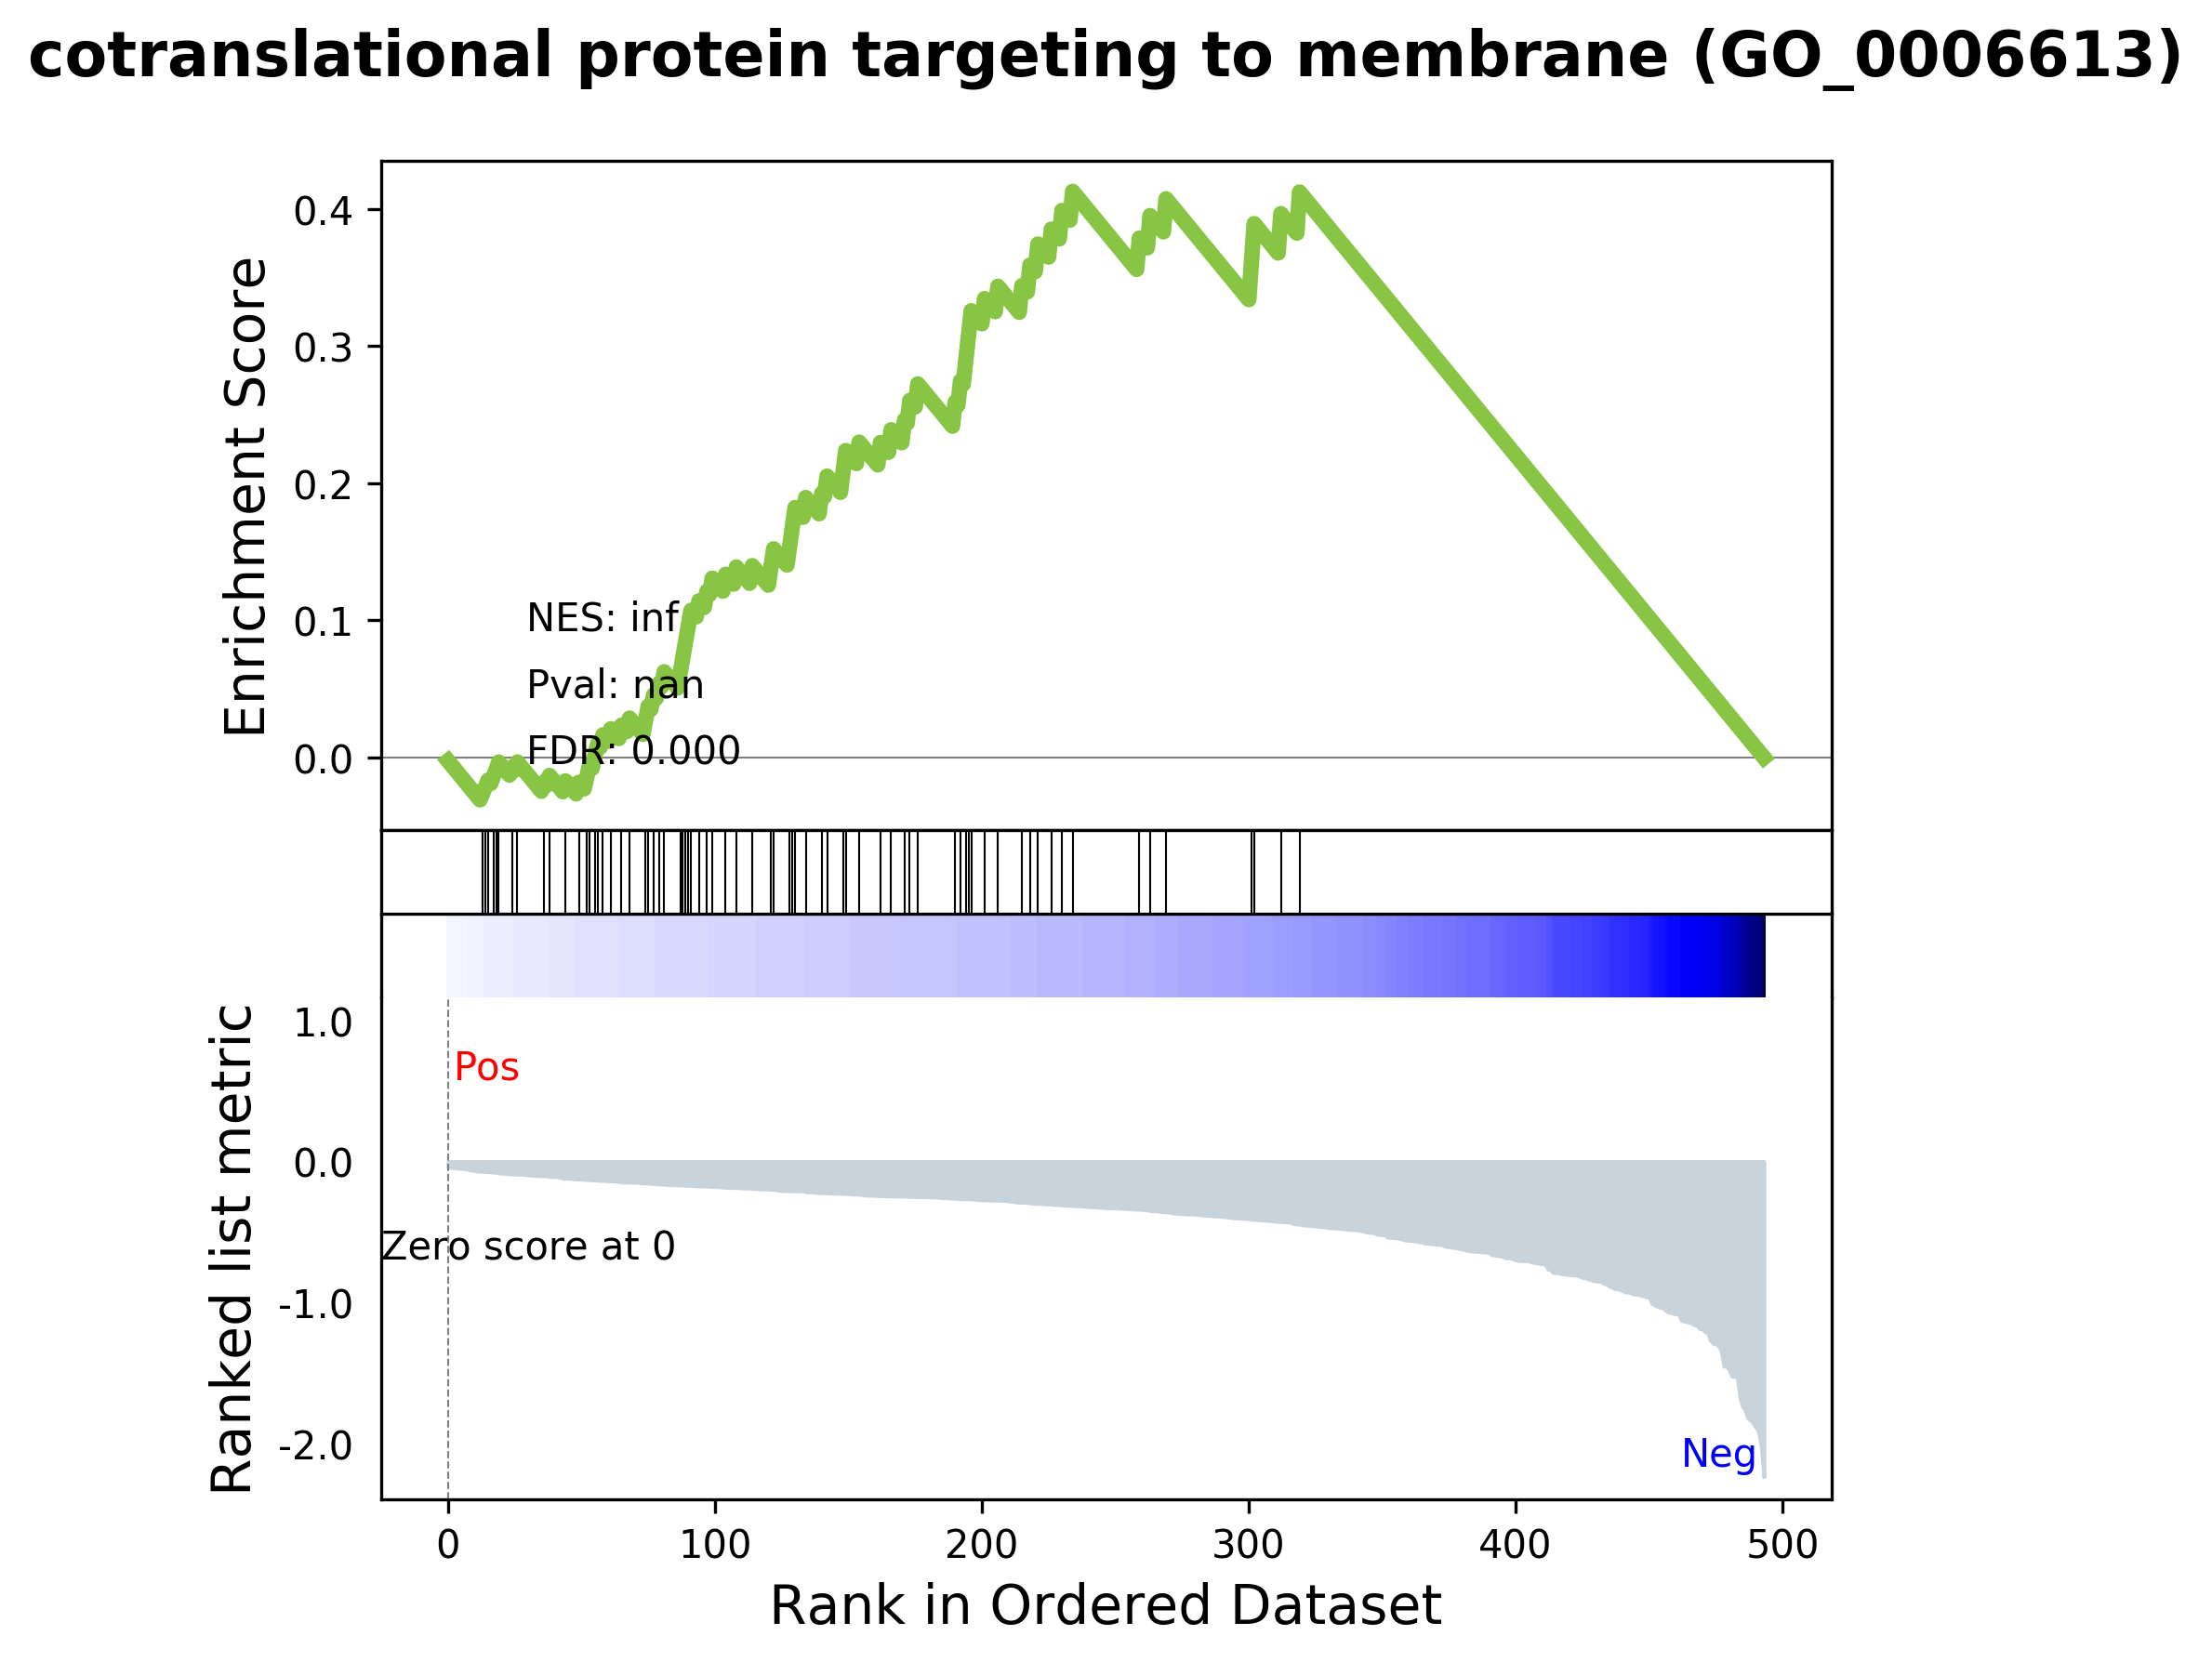 cotranslational protein targeting to membrane (GO_0006613)
Enrichment Score
0.4
0.3
0.2
0.1
0.0
NES: inf
Pval: nan
FDR: 0.000
Ranked list metric
1.0
0.0
-1.0
-2.0
Pos
Zero score at 0
Neg
0 100 200 300 400 500
Rank in Ordered Dataset